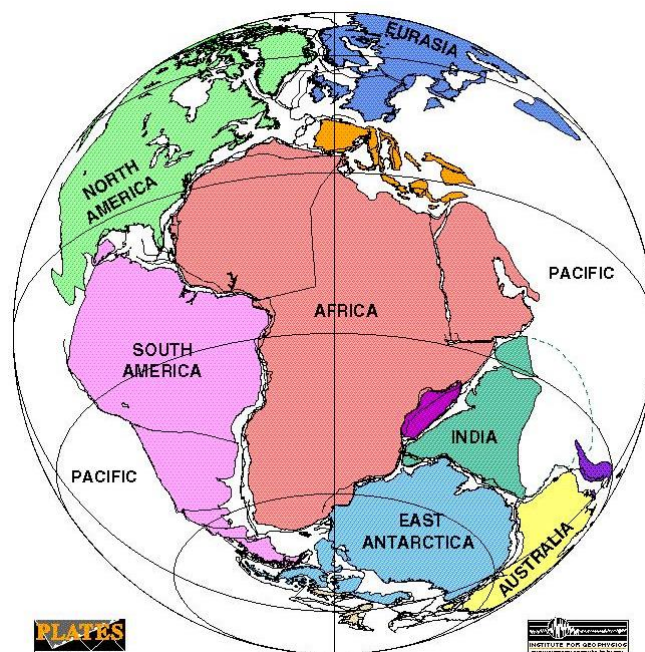 EURASIA
NORTH
AMERICA
PACIFIC
AFRICA
SOUTH
AMERICA
INDIA
PACIFIC
EAST
ANTARCTICA
AUSTRALIA
PLATES
INSTITUTE FOR GEOPHYSICS